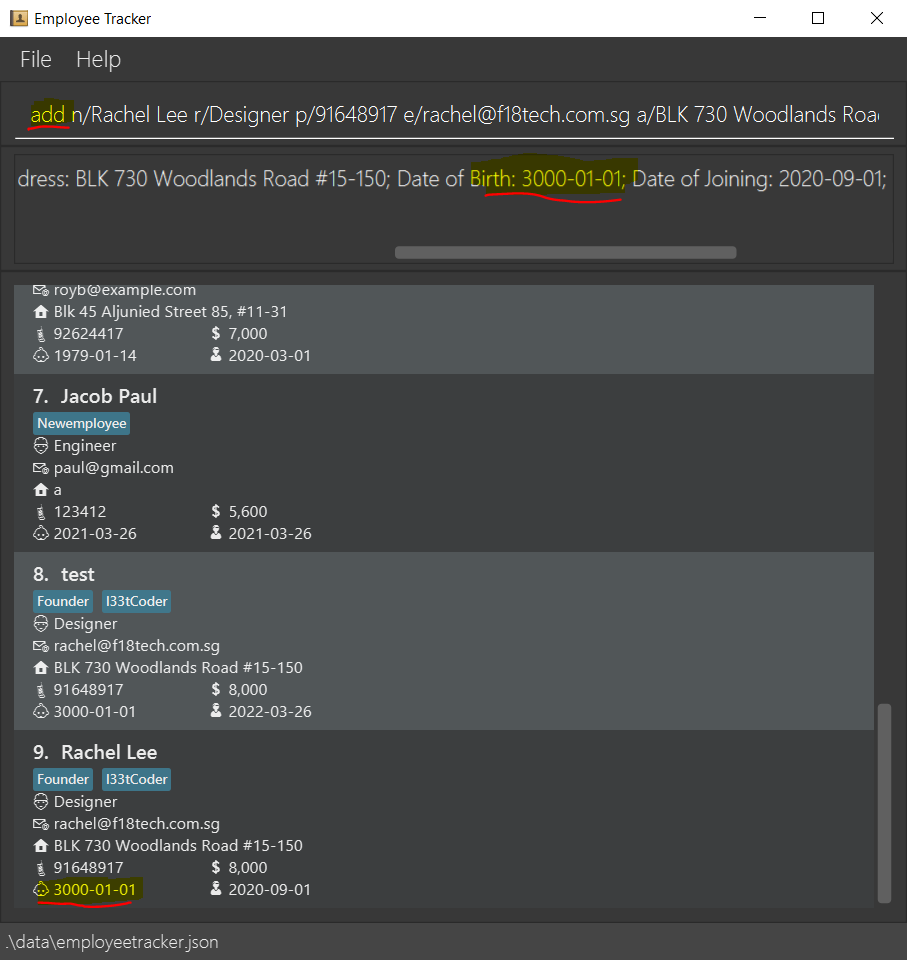 Employee Tracker
File Help
add n/Rachel Lee r/Designer p/91648917 e/rachel@f18tech.com.sg a/BLK 730 Woodlands Roa
dress: BLK 730 Woodlands Road #15-150; Date of Birth: 3000-01-01; Date of Joining: 2020-09-01;
royb@example.com
Blk 45 Aljunied Street 85, #11-31
92624417 $ 7,000
1979-01-14 2020-03-01
7. Jacob Paul
Newemployee
Engineer
paul@gmail.com
a
123412 $ 5,600
2021-03-26 2021-03-26
8. test
Founder l33tCoder
Designer
rachel@f18tech.com.sg
BLK 730 Woodlands Road #15-150
91648917 $ 8,000
3000-01-01 2022-03-26
9. Rachel Lee
Founder l33tCoder
Designer
rachel@f18tech.com.sg
BLK 730 Woodlands Road #15-150
91648917 $ 8,000
3000-01-01 2020-09-01
.\data\employeetracker.json